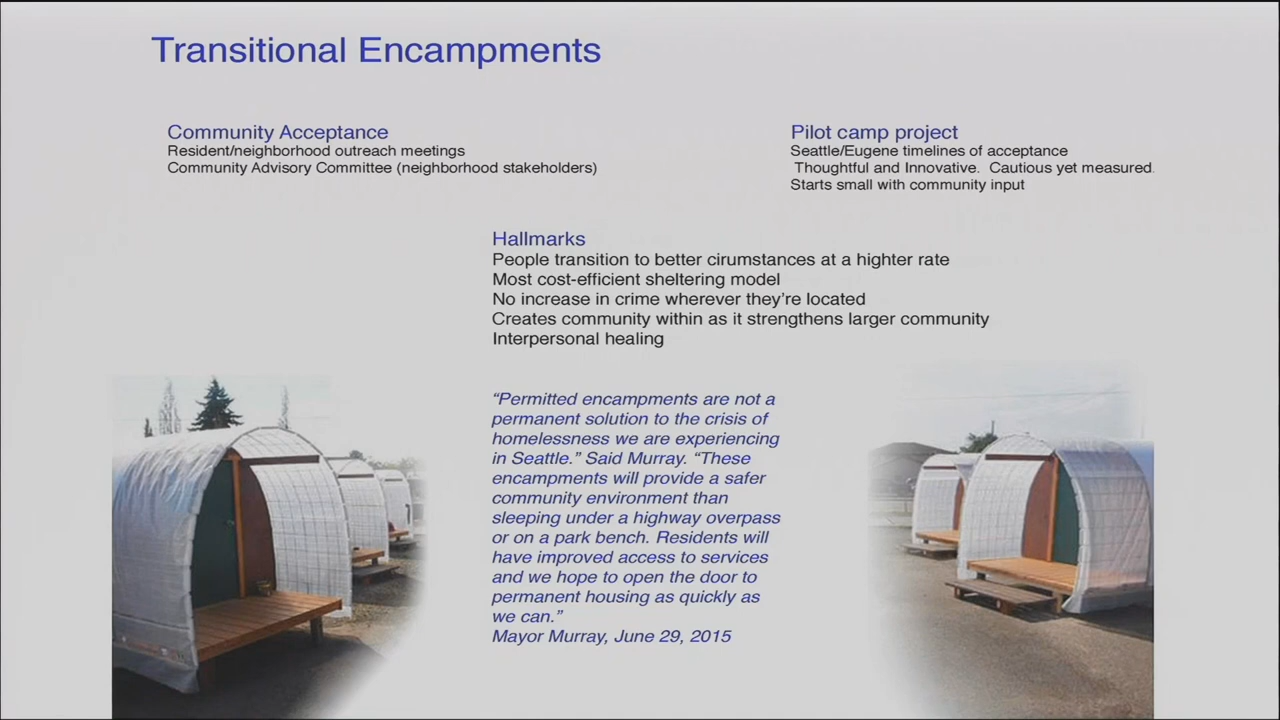 Transitional Encampments
Community Acceptance
Resident/neighborhood outreach meetings
Community Advisory Committee (neighborhood stakeholders)
Pilot camp project
Seattle/Eugene timelines of acceptance
Thoughtful and Innovative. Cautious yet measured.
Starts small with community input
Hallmarks
People transition to better cirumstances at a highter rate
Most cost-efficient sheltering model
No increase in crime wherever they're located
Creates community within as it strengthens larger community
Interpersonal healing
“Permitted encampments are not a
permanent solution to the crisis of
homelessness we are experiencing
in Seattle.” Said Murray. “These
encampments will provide a safer
community environment than
sleeping under a highway overpass
or on a park bench. Residents will
have improved access to services
and we hope to open the door to
permanent housing as quickly as
we can.”
Mayor Murray, June 29, 2015